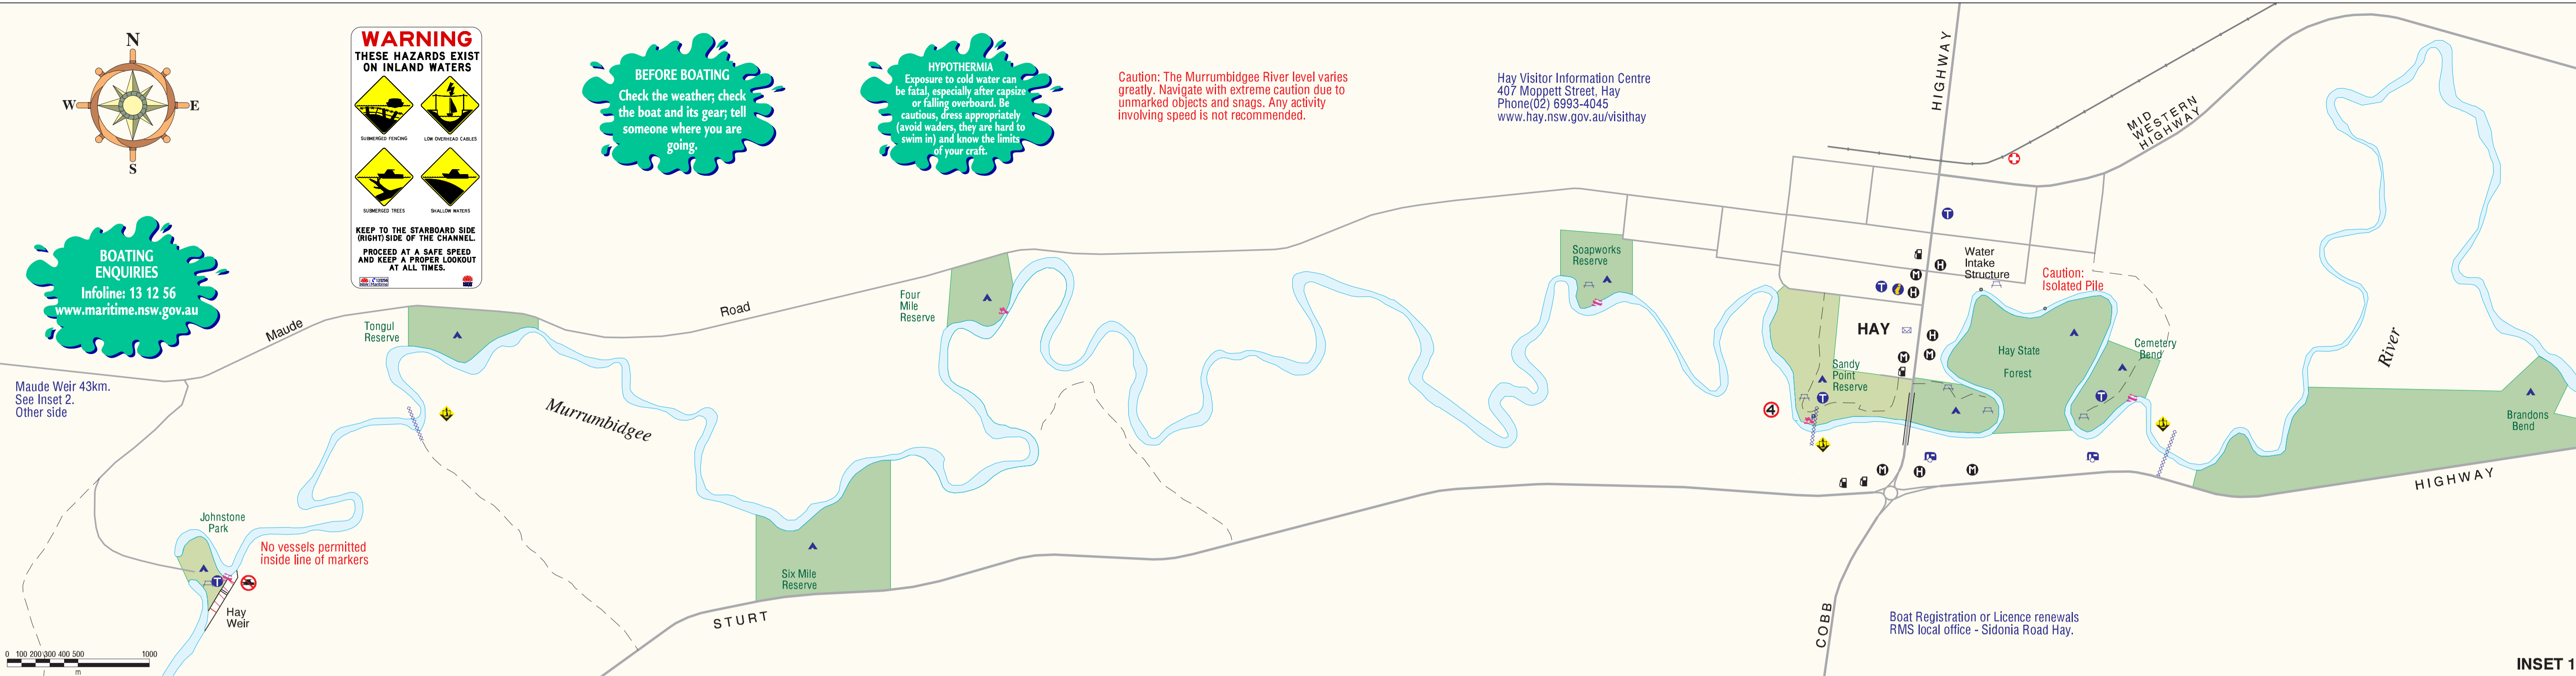 N
W
E
S
WARNING
THESE HAZARDS EXIST
ON INLAND WATERS
SUBMERGED FENCING
LOW OVERHEAD CABLES
SUBMERGED TREES
SHALLOW WATERS
KEEP TO THE STARBOARD SIDE
(RIGHT) SIDE OF THE CHANNEL.
PROCEED AT A SAFE SPEED
AND KEEP A PROPER LOOKOUT
AT ALL TIMES.
BEFORE BOATING
Check the weather; check
the boat and its gear; tell
someone where you are
going.
HYPOTHERMIA
Exposure to cold water can
be fatal, especially after capsize
or falling overboard. Be
cautious, dress appropriately
(avoid waders, they are hard to
swim in) and know the limits
of your craft.
Caution: The Murrumbidgee River level varies
greatly. Navigate with extreme caution due to
unmarked objects and snags. Any activity
involving speed is not recommended.
Hay Visitor Information Centre
407 Moppett Street, Hay
Phone(02) 6993-4045
www.hay.nsw.gov.au/visithay
HIGHWAY
MID
WESTERN
HIGHWAY
BOATING
ENQUIRIES
Infoline: 13 12 56
www.maritime.nsw.gov.au
Maude
Road
Tongul
Reserve
Four
Mile
Reserve
Soapworks
Reserve
T
Water
Intake
Structure
H
M
T
H
Caution:
Isolated Pile
HAY
H
M
M
Sandy
Point
Reserve
T
4
Hay State
Forest
Cemetery
Bend
T
River
Brandons
Bend
Maude Weir 43km.
See Inset 2.
Other side
Murrumbidgee
M
H
M
HIGHWAY
Johnstone
Park
No vessels permitted
inside line of markers
T
Hay
Weir
Six Mile
Reserve
STURT
COBB
Boat Registration or Licence renewals
RMS local office - Sidonia Road Hay.
0 100 200 300 400 500 1000
m
INSET 1